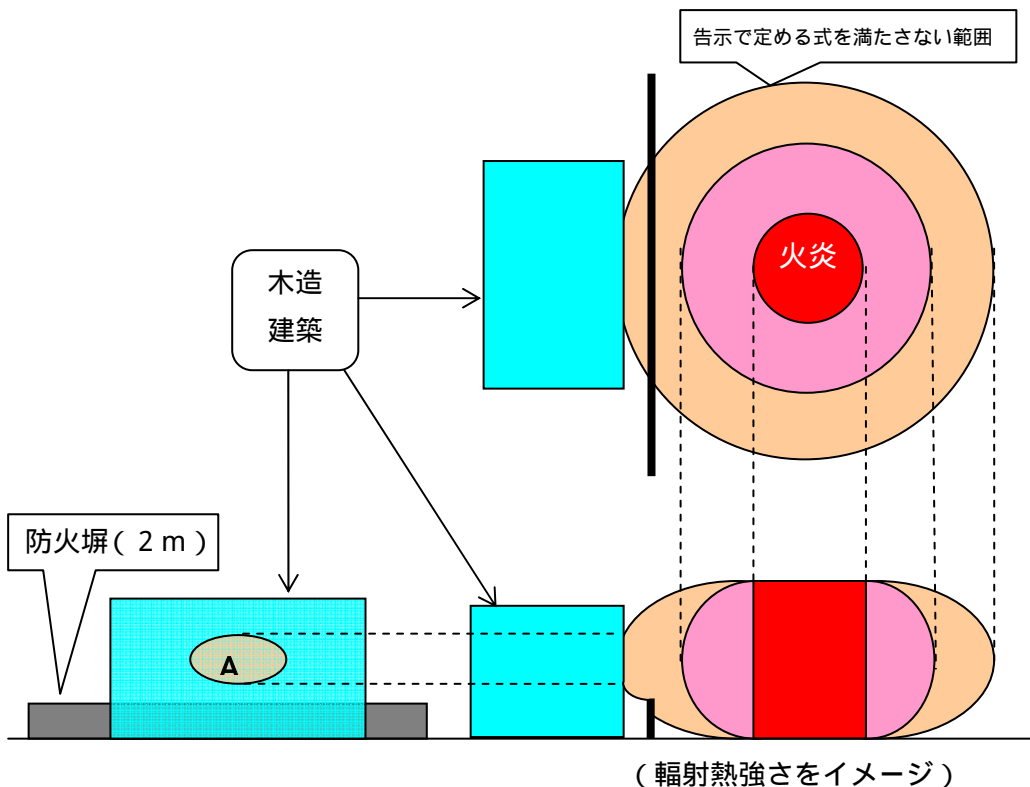 告示で定める式を満たさない範囲
火炎
木造
建築
防火塀(2m)
A
(輻射熱強さをイメージ)